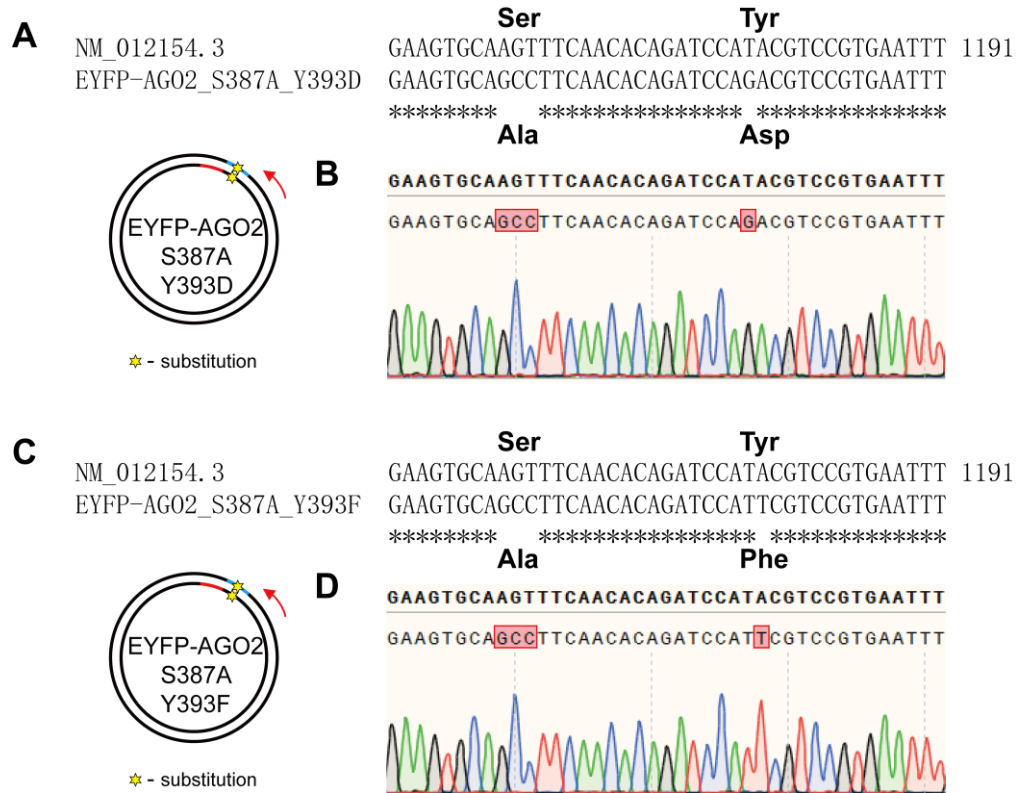 A
Ser Tyr
NM_012154.3 GAAGTGCAAGTTTCAACACAGATCCATACGTCCGTGAATTT 1191
EYFP-AGO2_S387A_Y393D GAAGTGCAGCCTTCAACACAGATCCAGACGTCCGTGAATTT
******** *************** **************
Ala Asp
B
GAAGTGCAAGTTTCAACACAGATCCATACGTCCGTGAATTT
GAAGTGCAGCCTTCAACACAGATCCAGACGTCCGTGAATTT
EYFP-AGO2
S387A
Y393D
- substitution
C
Ser Tyr
NM_012154.3 GAAGTGCAAGTTTCAACACAGATCCATACGTCCGTGAATTT 1191
EYFP-AGO2_S387A_Y393F GAAGTGCAGCCTTCAACACAGATCCATTCGTCCGTGAATTT
******** **************** *************
Ala Phe
D
GAAGTGCAAGTTTCAACACAGATCCATACGTCCGTGAATTT
GAAGTGCAGCCTTCAACACAGATCCATTCGTCCGTGAATTT
EYFP-AGO2
S387A
Y393F
- substitution